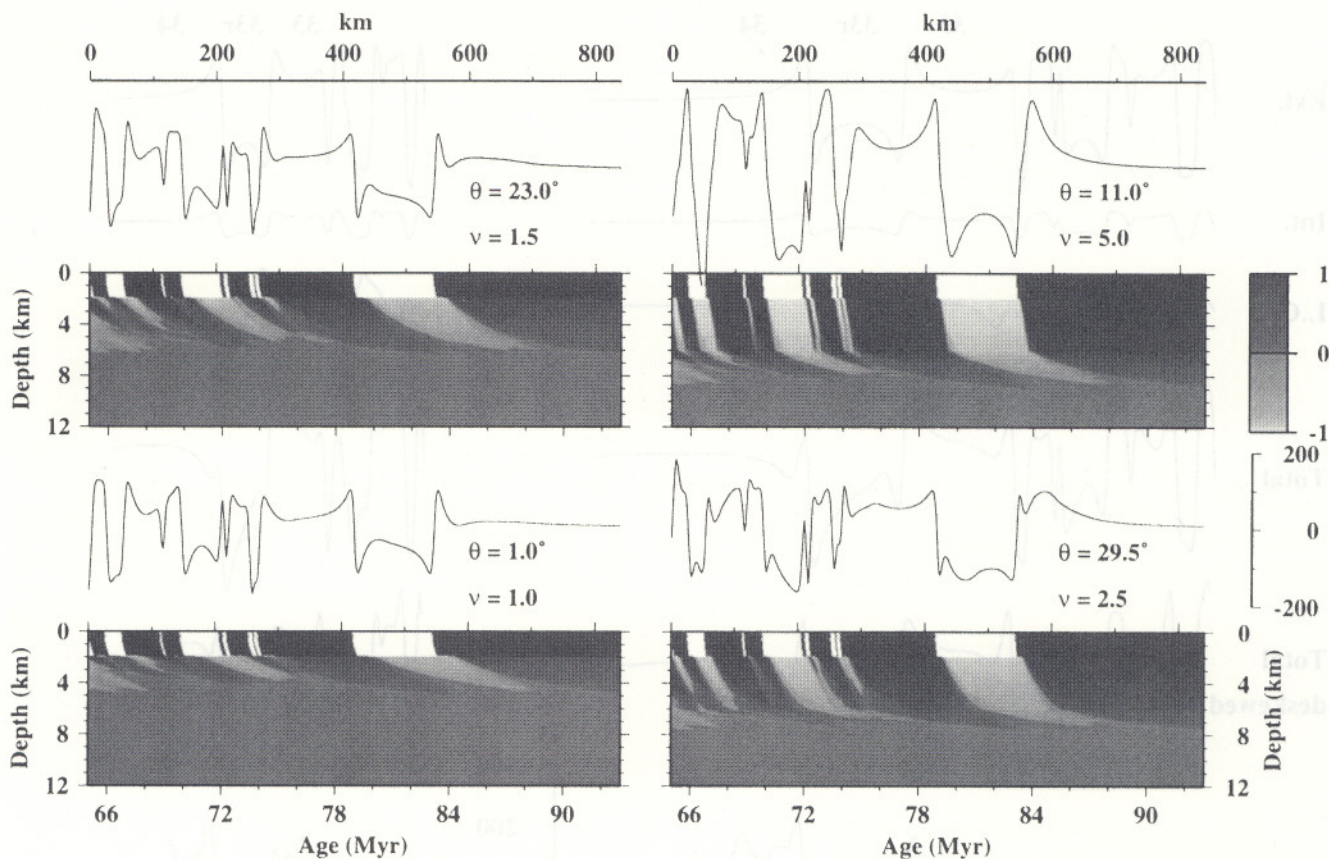 km km
0 200 400 600 800 0 200 400 600 800
θ = 23.0° θ = 11.0°
ν = 1.5 ν = 5.0
Depth (km)
0
4
8
12
1
0
-1
θ = 1.0° θ = 29.5°
ν = 1.0 ν = 2.5
200
0
-200
Depth (km)
0
4
8
12
0
4
8
12
Depth (km)
66 72 78 84 90 66 72 78 84 90
Age (Myr) Age (Myr)